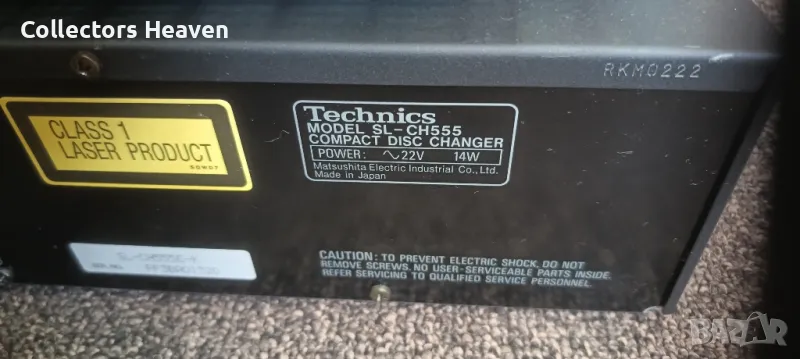 Collectors Heaven
RKM0222
CLASS 1
LASER PRODUCT
Technics
MODEL SL-CH555
COMPACT DISC CHANGER
POWER: ∿22V 14W
Matsushita Electric Industrial Co., Ltd.
Made in Japan
CAUTION: TO PREVENT ELECTRIC SHOCK, DO NOT
REMOVE SCREWS. NO USER-SERVICEABLE PARTS INSIDE.
REFER SERVICING TO QUALIFIED SERVICE PERSONNEL.
BAZAR